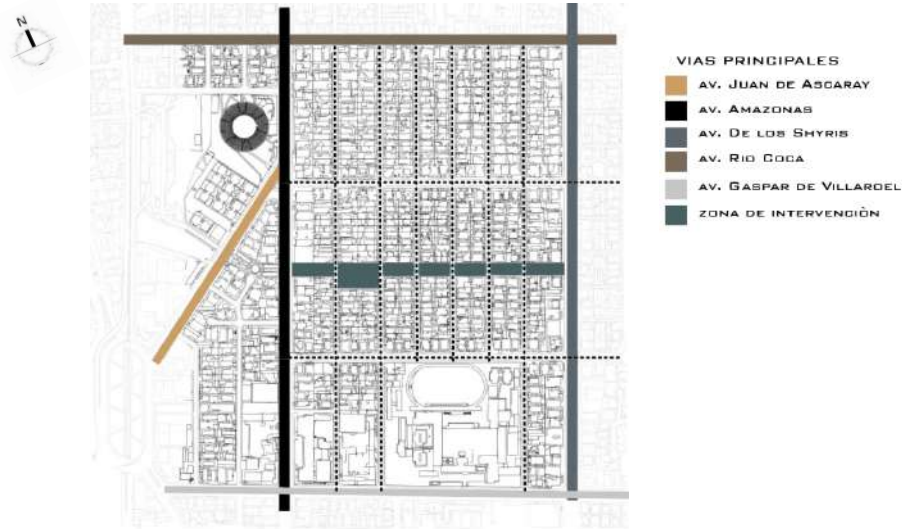 N
VIAS PRINCIPALES
AV. JUAN DE ASCARAY
AV. AMAZONAS
AV. DE LOS SHYRIS
AV. RIO COCA
AV. GASPAR DE VILLAROEL
ZONA DE INTERVENCIÒN